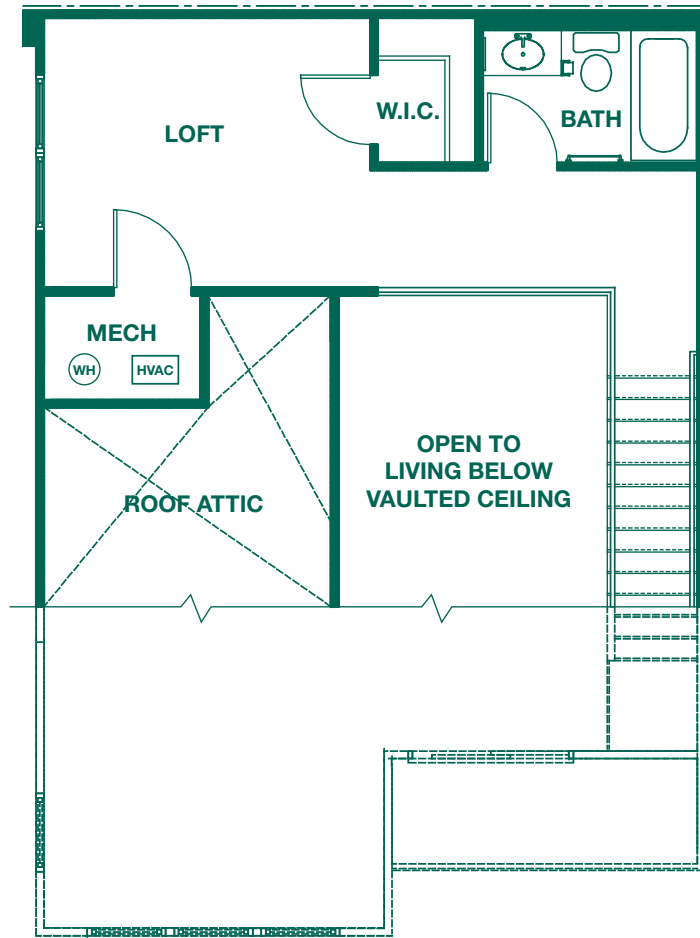 W.I.C.
BATH
LOFT
MECH
WH
HVAC
OPEN TO
LIVING BELOW
VAULTED CEILING
ROOF ATTIC